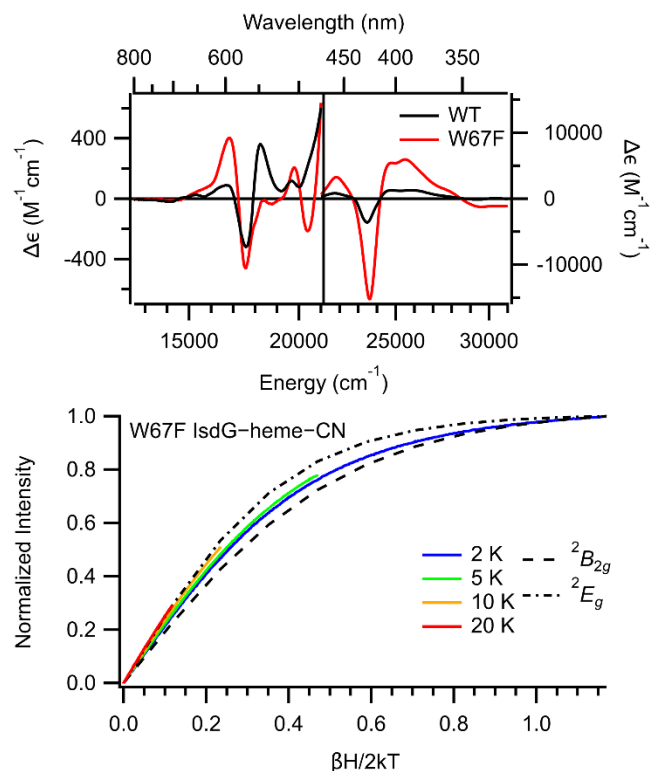 Wavelength (nm)
800 600 450 400 350
WT
W67F
400
0
-400
10000
0
-10000
Δϵ (M⁻¹ cm⁻¹)
Δϵ (M⁻¹ cm⁻¹)
15000 20000 25000 30000
Energy (cm⁻¹)
W67F IsdG−heme−CN
1.0
0.8
0.6
0.4
0.2
0.0
Normalized Intensity
2 K
5 K
10 K
20 K
²B₂g
²Eg
0.0 0.2 0.4 0.6 0.8 1.0
βH/2kT